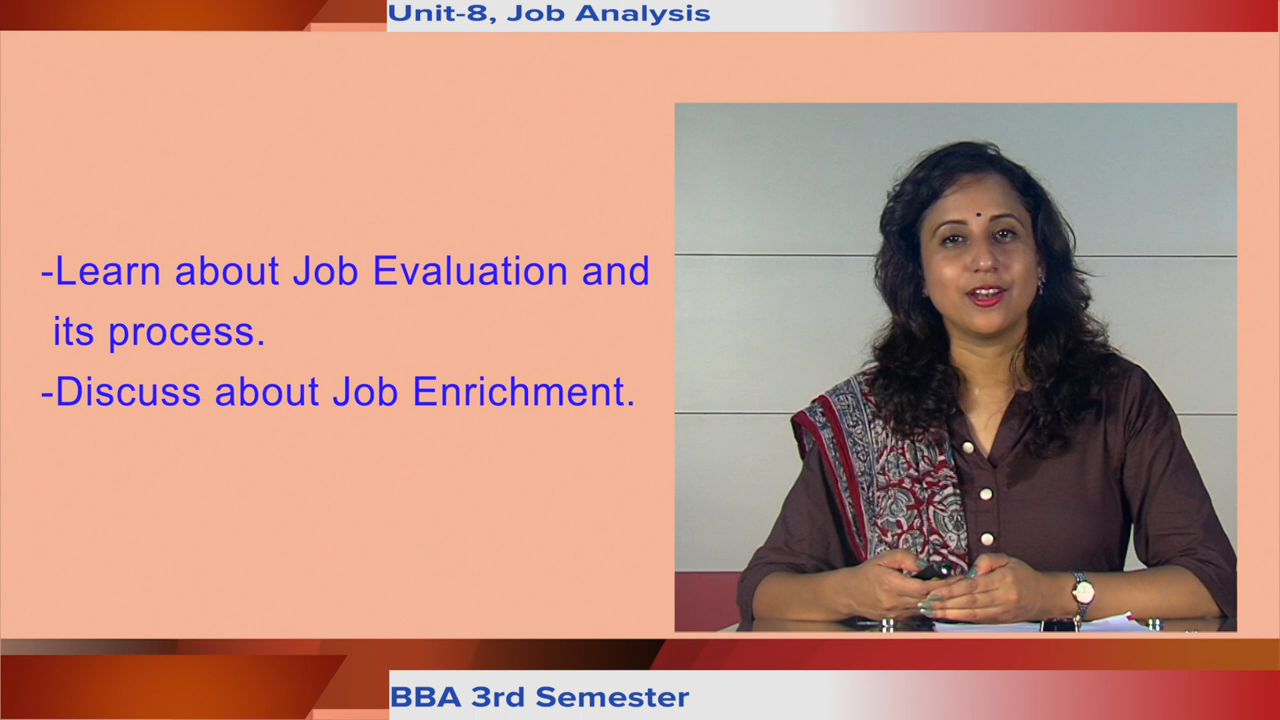 Unit-8, Job Analysis
-Learn about Job Evaluation and
its process.
-Discuss about Job Enrichment.
BBA 3rd Semester